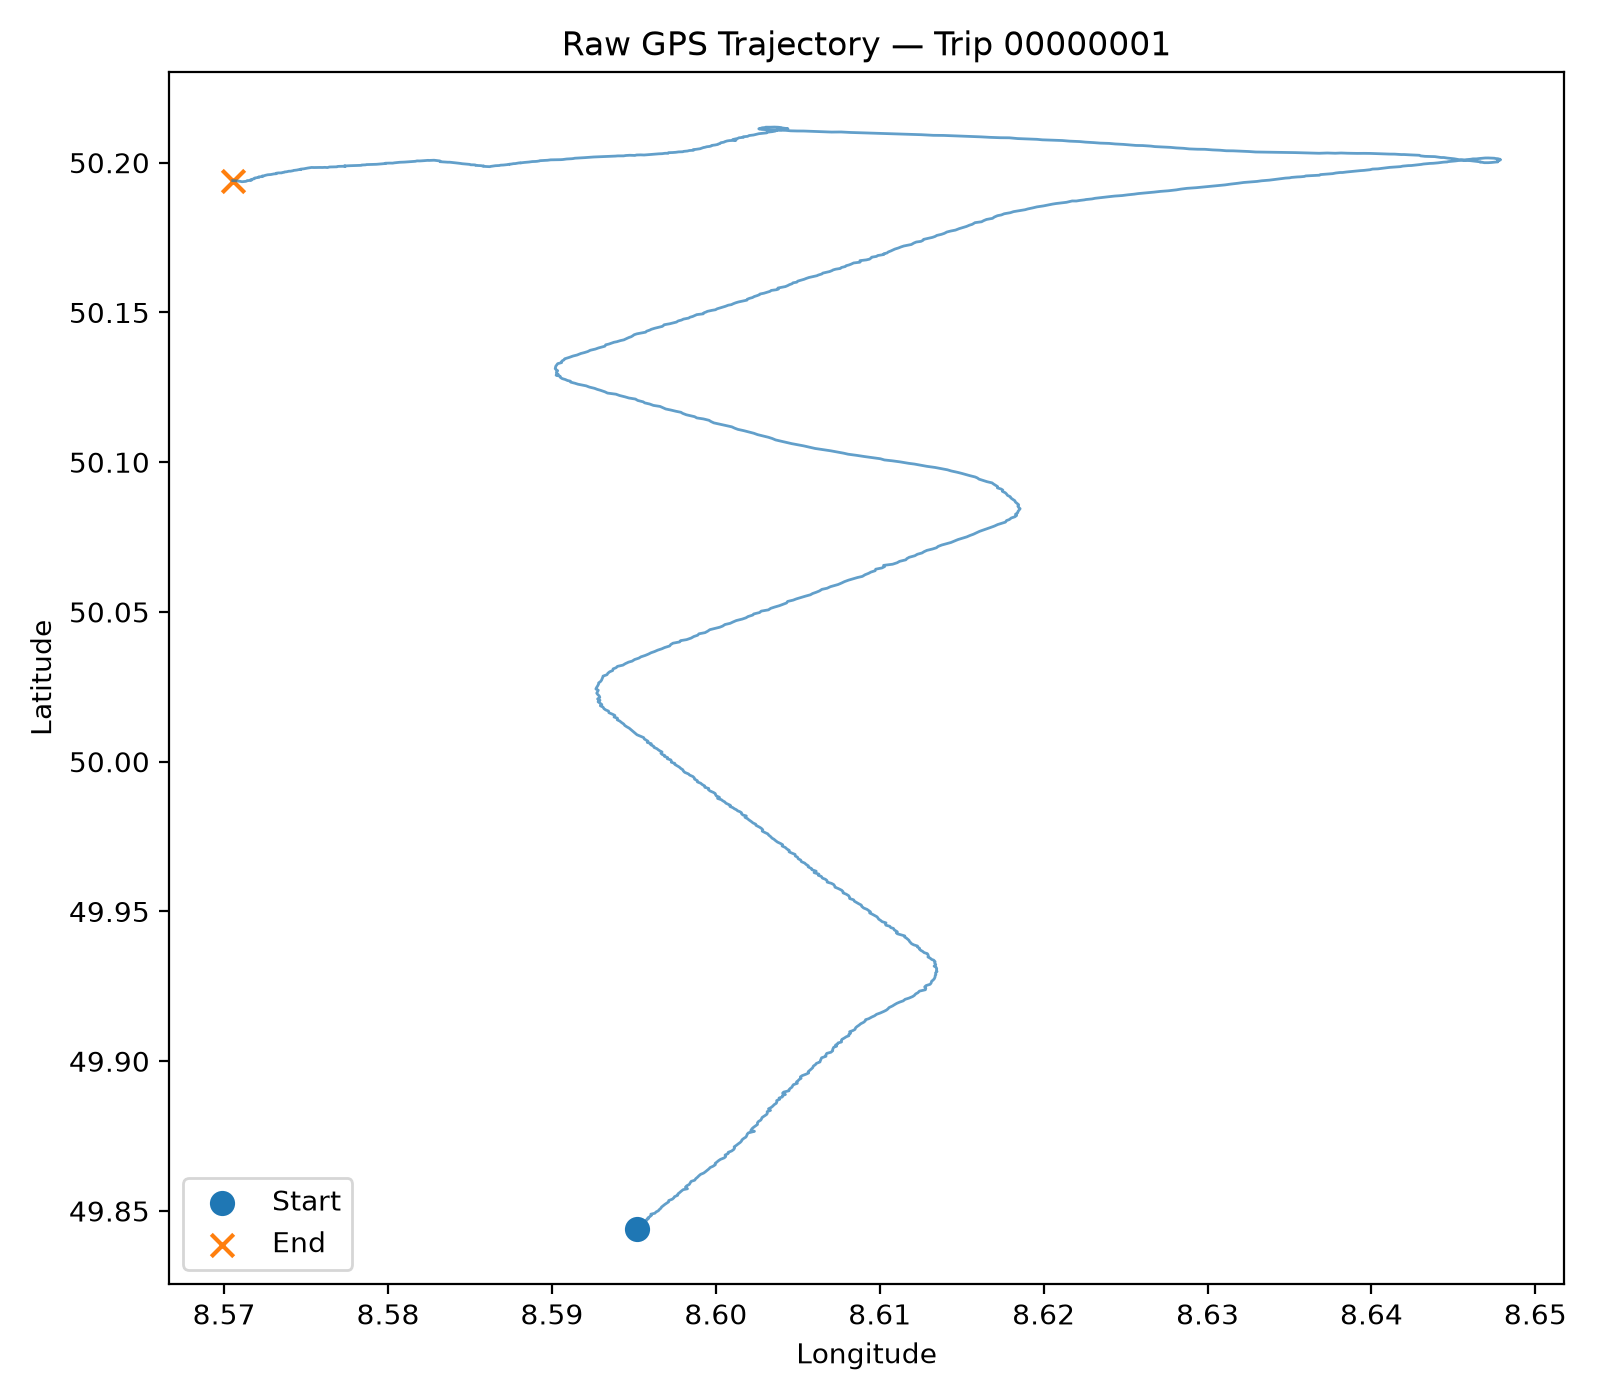 Raw GPS Trajectory — Trip 00000001
50.20
50.15
50.10
50.05
50.00
49.95
49.90
49.85
Latitude
Start
End
8.57 8.58 8.59 8.60 8.61 8.62 8.63 8.64 8.65
Longitude